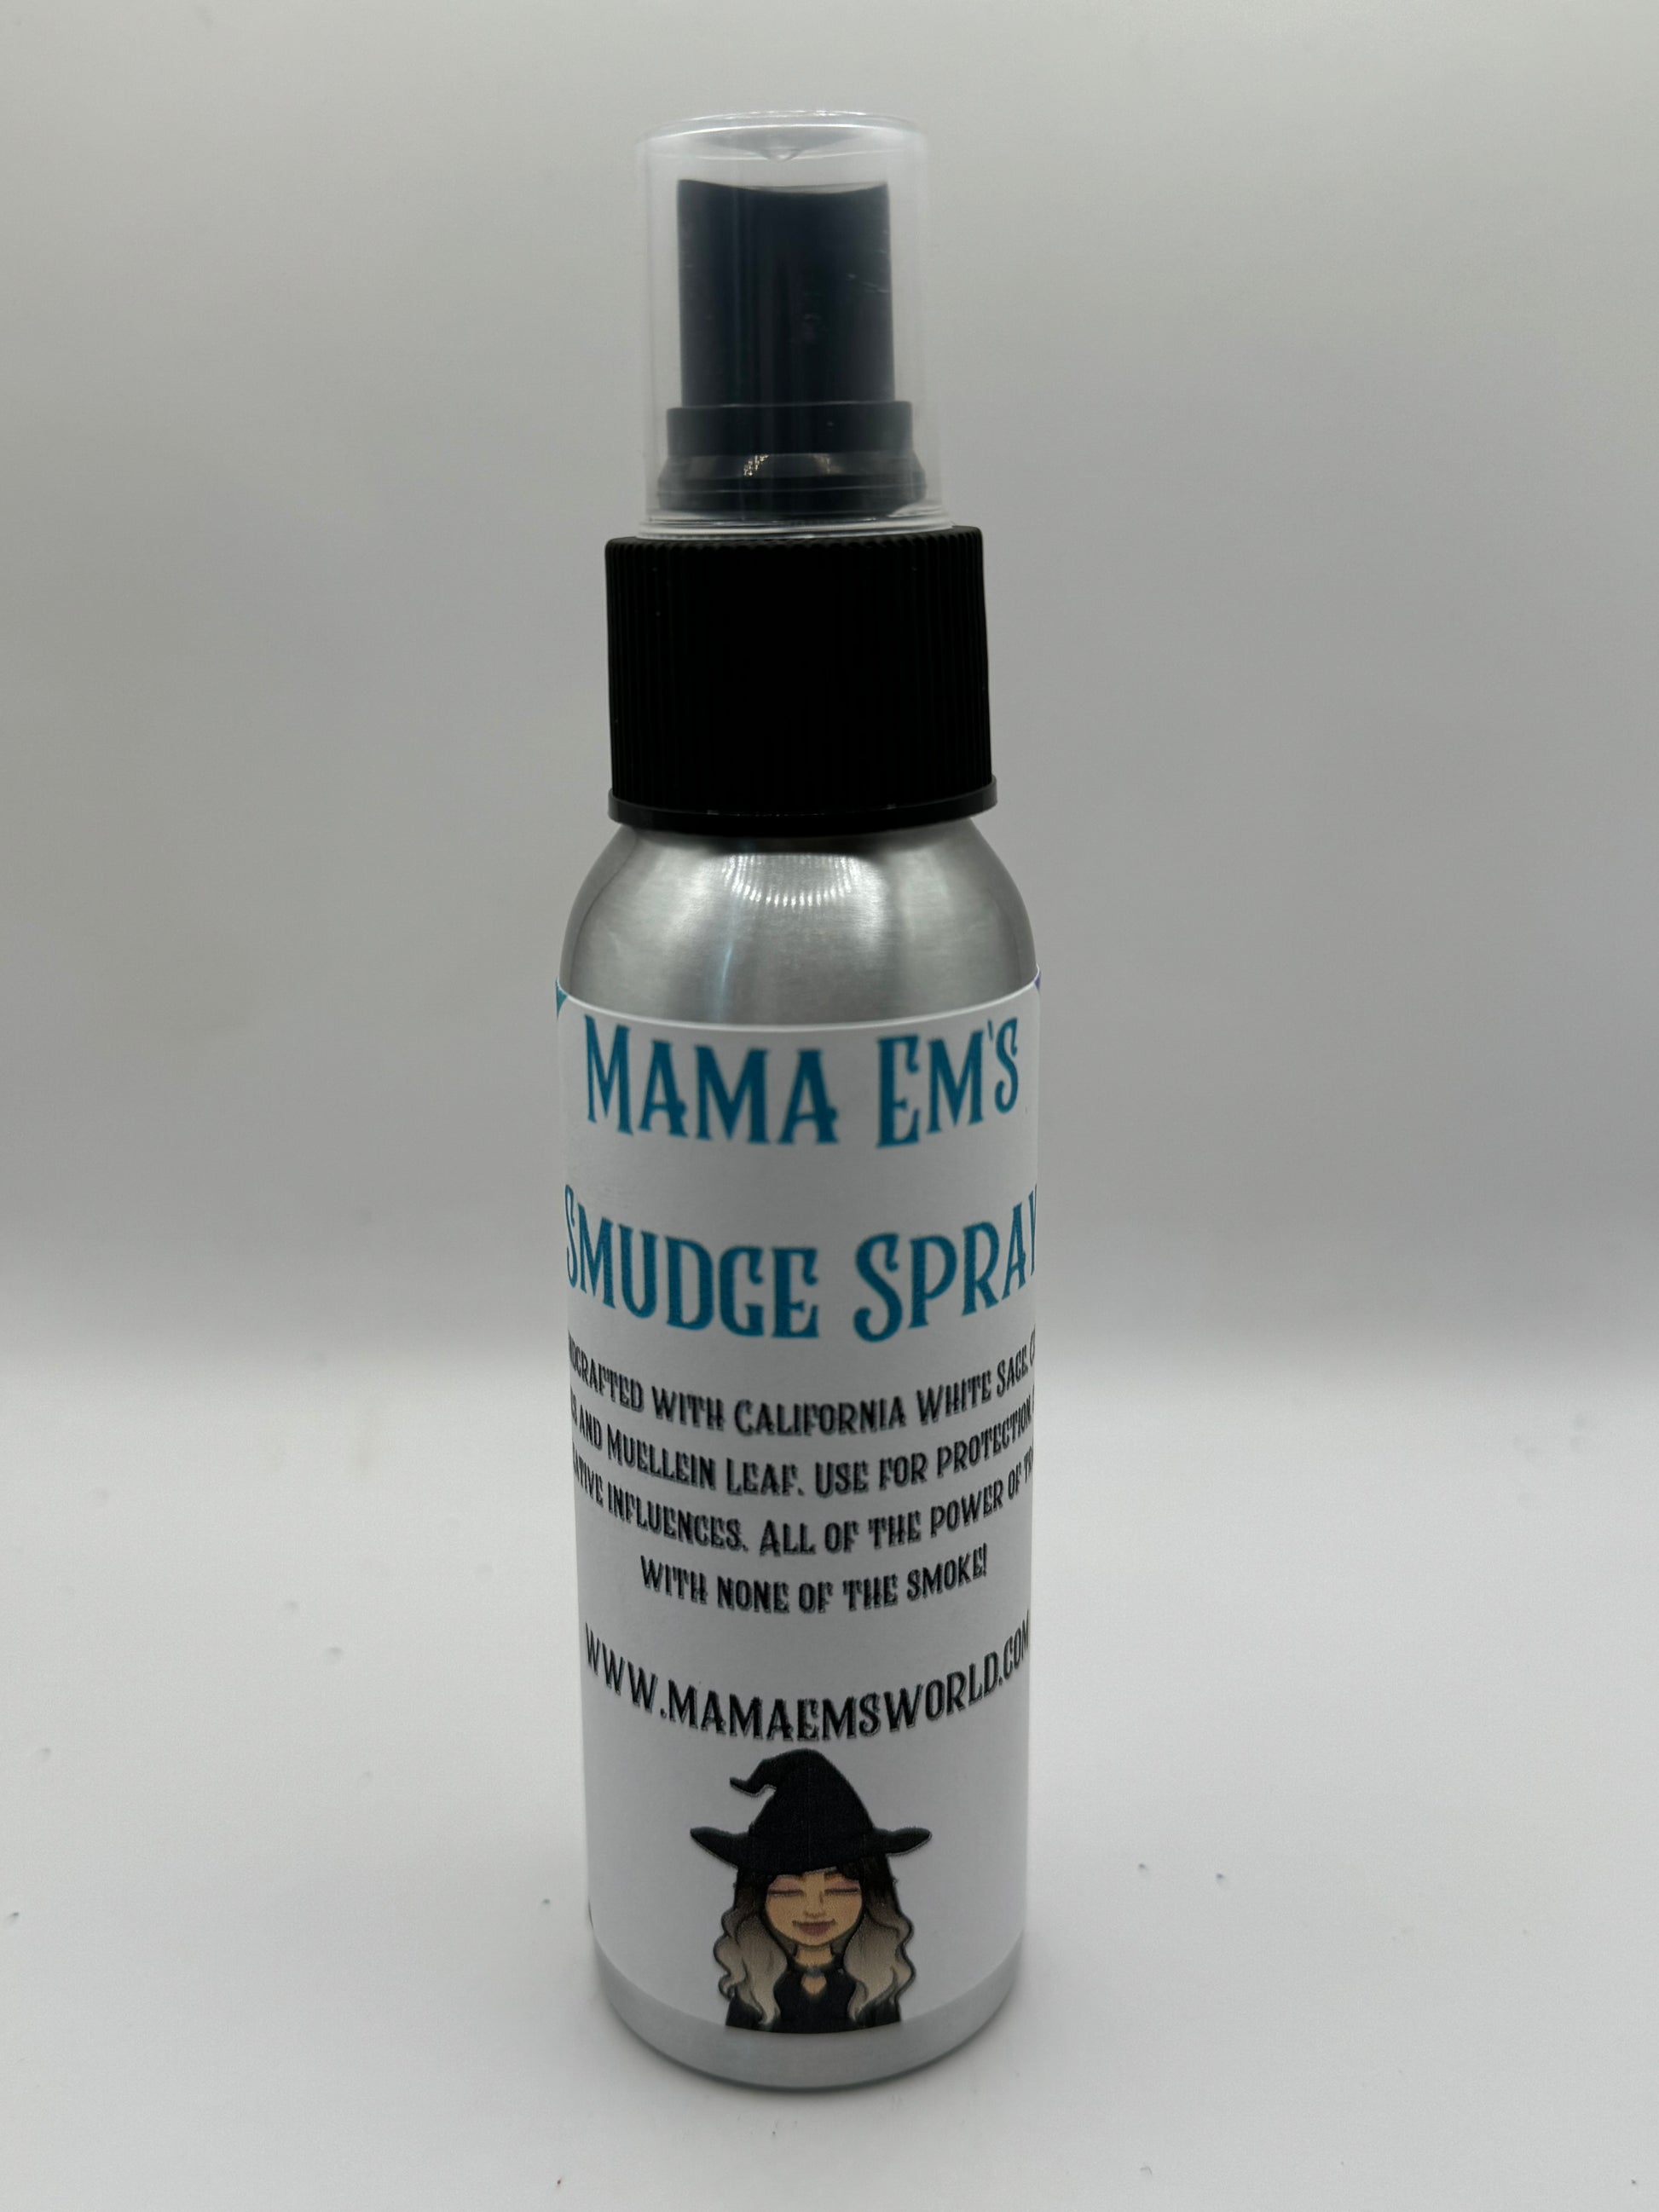 Mama Em's
Smudge Spray
with California White Sage,
and Muellein Leaf. Use for protection
influences. All of the power of
with none of the smoke!
www.mamaemsworld.com